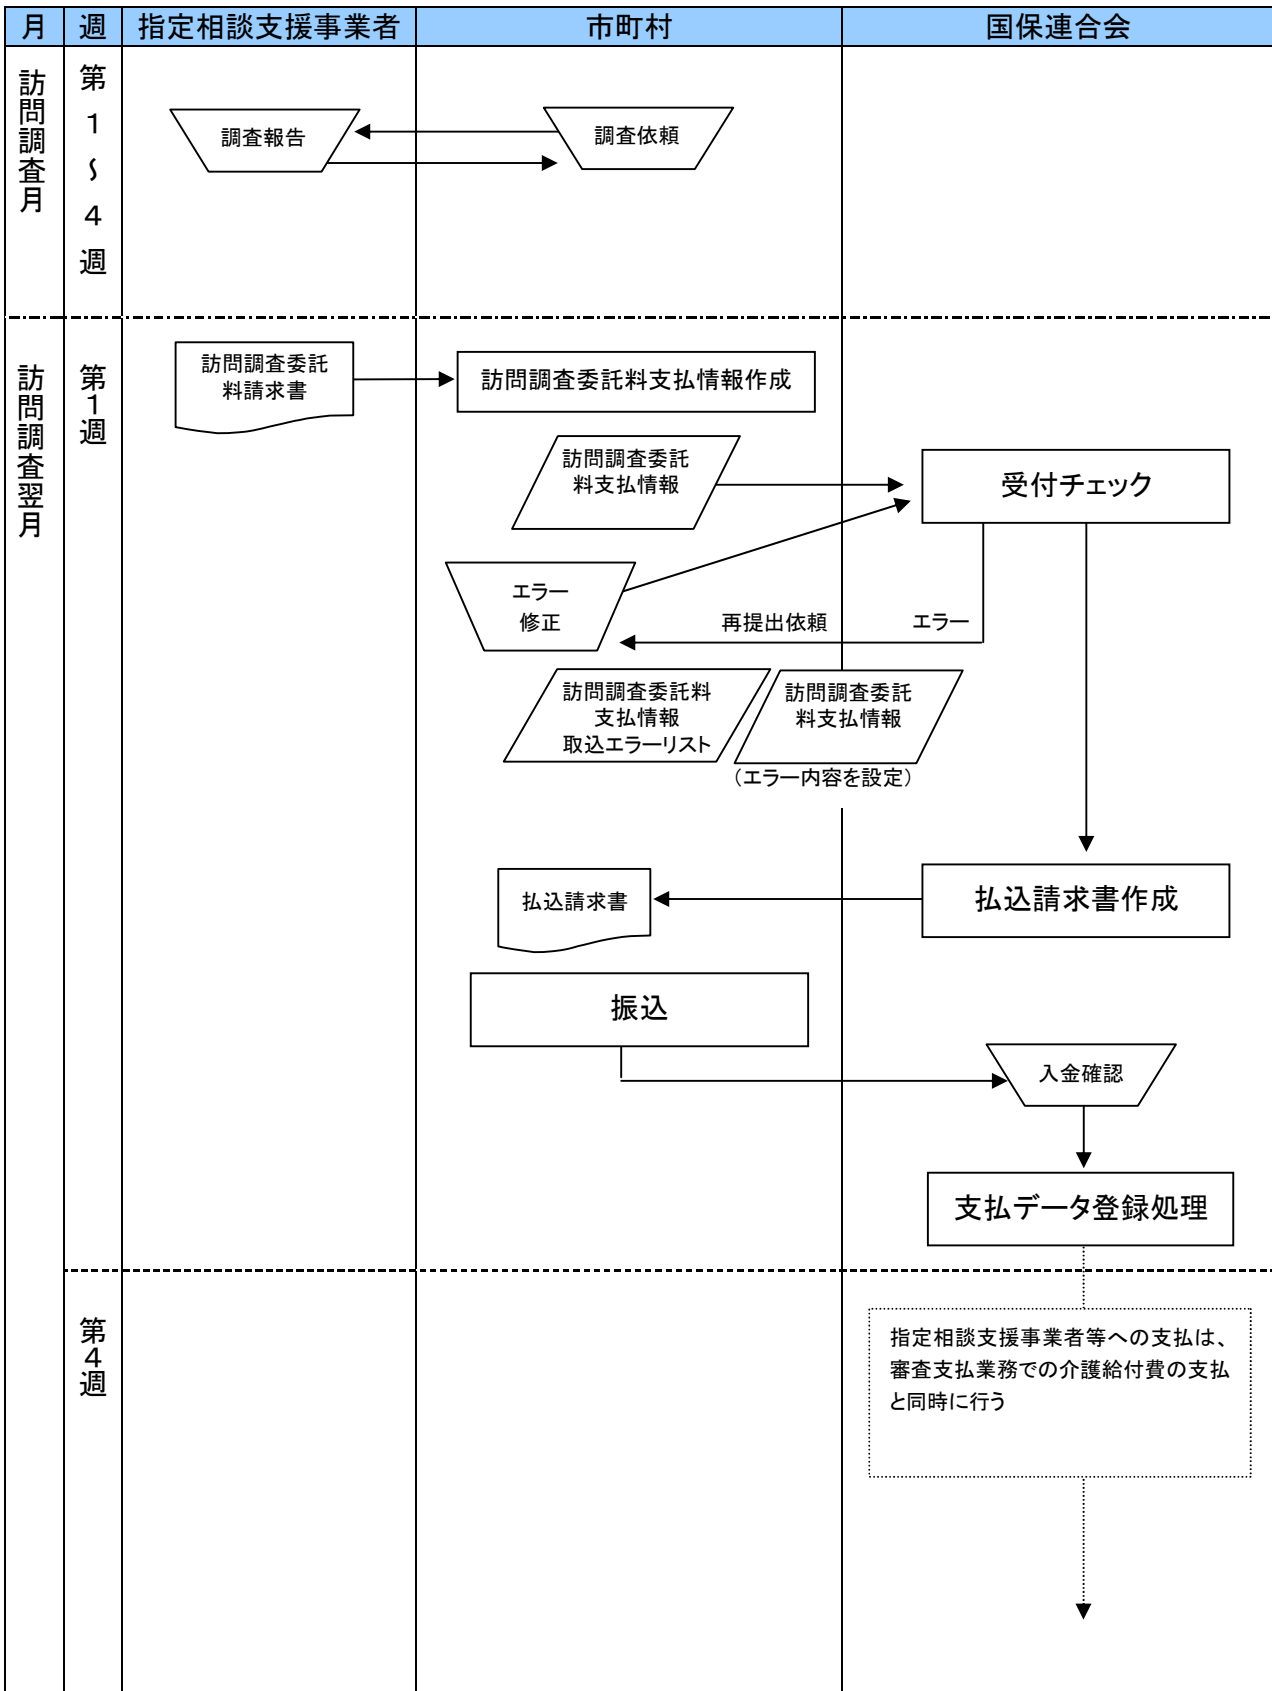 月 週 指定相談支援事業者 市町村 国保連合会
訪問調査月
第1～4週
調査報告
調査依頼
訪問調査翌月
第1週
訪問調査委託
料請求書
訪問調査委託料支払情報作成
訪問調査委託
料支払情報
受付チェック
エラー
修正
再提出依頼
エラー
訪問調査委託料
支払情報
取込エラーリスト
訪問調査委託
料支払情報
（エラー内容を設定）
払込請求書
払込請求書作成
振込
入金確認
支払データ登録処理
第4週
指定相談支援事業者等への支払は、
審査支払業務での介護給付費の支払
と同時に行う